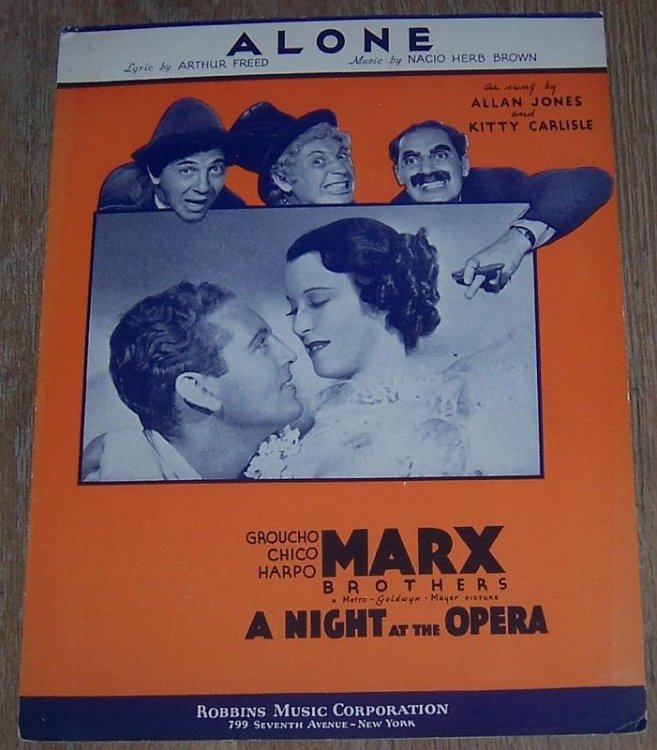 ALONE
Lyric by ARTHUR FREED
Music by NACIO HERB BROWN
as sung by
ALLAN JONES
and
KITTY CARLISLE
GROUCHO
CHICO
HARPO
MARX
BROTHERS
A Metro-Goldwyn-Mayer PICTURE
A NIGHT AT THE OPERA
ROBBINS MUSIC CORPORATION
799 SEVENTH AVENUE-NEW YORK